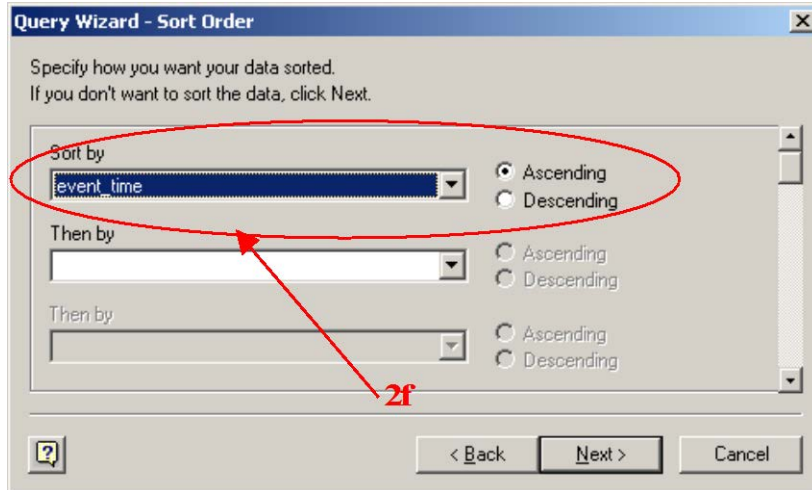 Query Wizard - Sort Order
Specify how you want your data sorted.
If you don't want to sort the data, click Next.
Sort by
event_time
Ascending
Descending
Then by
Ascending
Descending
Then by
Ascending
Descending
2f
< Back
Next >
Cancel